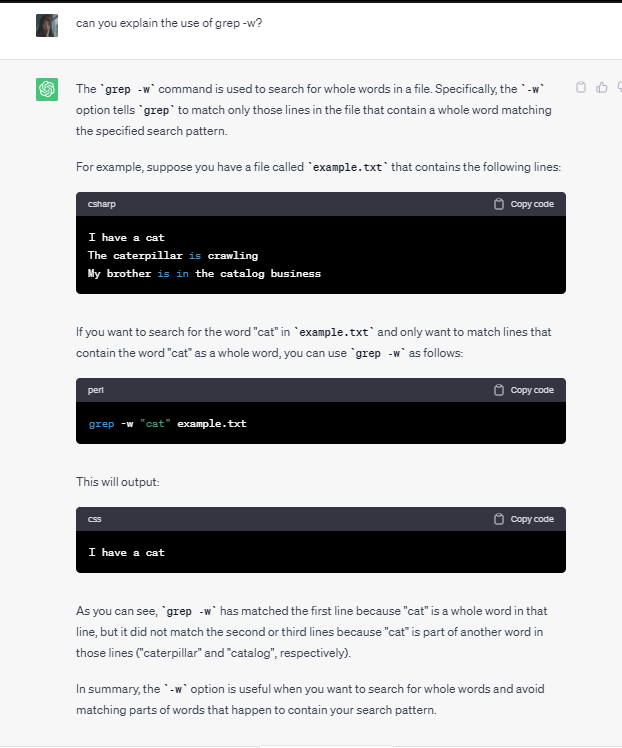 can you explain the use of grep -w?
The `grep -w` command is used to search for whole words in a file. Specifically, the `-w`
option tells `grep` to match only those lines in the file that contain a whole word matching
the specified search pattern.
For example, suppose you have a file called `example.txt` that contains the following lines:
csharp
Copy code
I have a cat
The caterpillar is crawling
My brother is in the catalog business
If you want to search for the word "cat" in `example.txt` and only want to match lines that
contain the word "cat" as a whole word, you can use `grep -w` as follows:
perl
Copy code
grep -w "cat" example.txt
This will output:
css
Copy code
I have a cat
As you can see, `grep -w` has matched the first line because "cat" is a whole word in that
line, but it did not match the second or third lines because "cat" is part of another word in
those lines ("caterpillar" and "catalog", respectively).
In summary, the `-w` option is useful when you want to search for whole words and avoid
matching parts of words that happen to contain your search pattern.